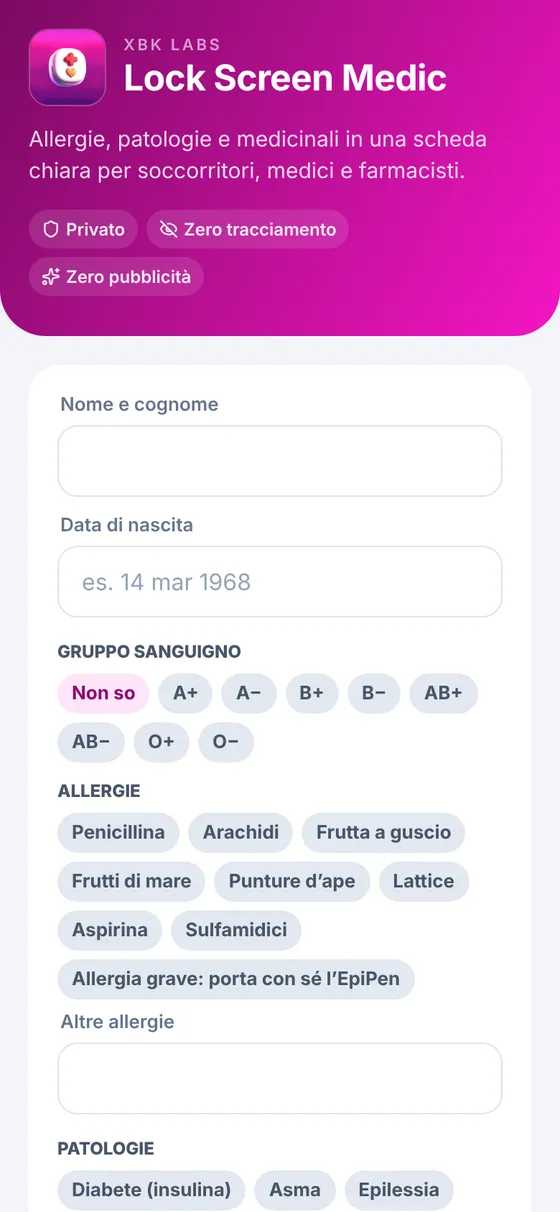 XBK LABS
Lock Screen Medic
Allergie, patologie e medicinali in una scheda
chiara per soccorritori, medici e farmacisti.
Privato
Zero tracciamento
Zero pubblicità
Nome e cognome
Data di nascita
es. 14 mar 1968
GRUPPO SANGUIGNO
Non so A+ A− B+ B− AB+
AB− O+ O−
ALLERGIE
Penicillina Arachidi Frutta a guscio
Frutti di mare Punture d’ape Lattice
Aspirina Sulfamidici
Allergia grave: porta con sé l’EpiPen
Altre allergie
PATOLOGIE
Diabete (insulina) Asma Epilessia